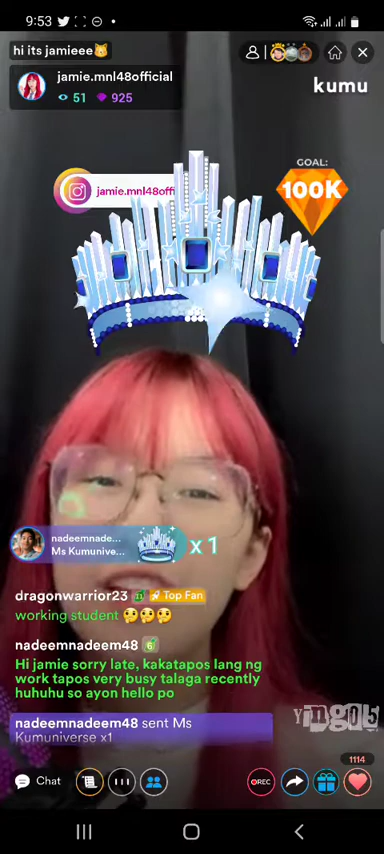 9:53
hi its jamieee😼
jamie.mnl48official
51 925
kumu
GOAL:
100K
jamie.mnl48offi
nadeemnade...
Ms Kumunive...
x 1
dragonwarrior23 Top Fan
working student 🤔🤔🤔
nadeemnadeem48 6
Hi jamie sorry late, kakatapos lang ng
work tapos very busy talaga recently
huhuhu so ayon hello po
nadeemnadeem48 sent Ms
Kumuniverse x1
Yingo5
1114
Chat
REC